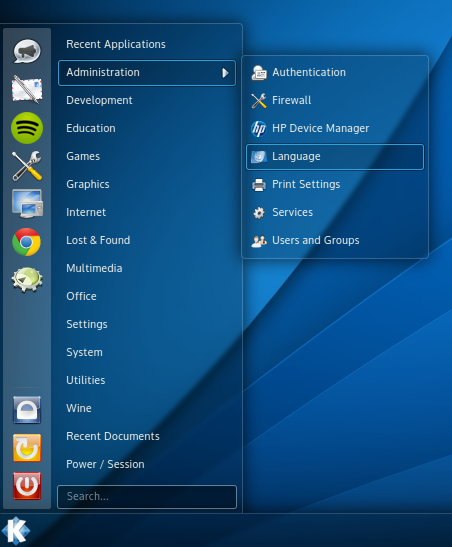 Recent Applications
Administration
Development
Education
Games
Graphics
Internet
Lost & Found
Multimedia
Office
Settings
System
Utilities
Wine
Recent Documents
Power / Session
Search...
Authentication
Firewall
hp HP Device Manager
Language
Print Settings
Services
Users and Groups
K